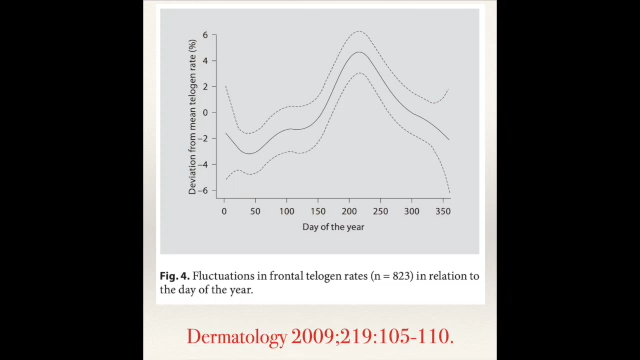 6
4
2
0
−2
−4
−6
Deviation from mean telogen rate (%)
0 50 100 150 200 250 300 350
Day of the year
Fig. 4. Fluctuations in frontal telogen rates (n = 823) in relation to
the day of the year.
Dermatology 2009;219:105-110.